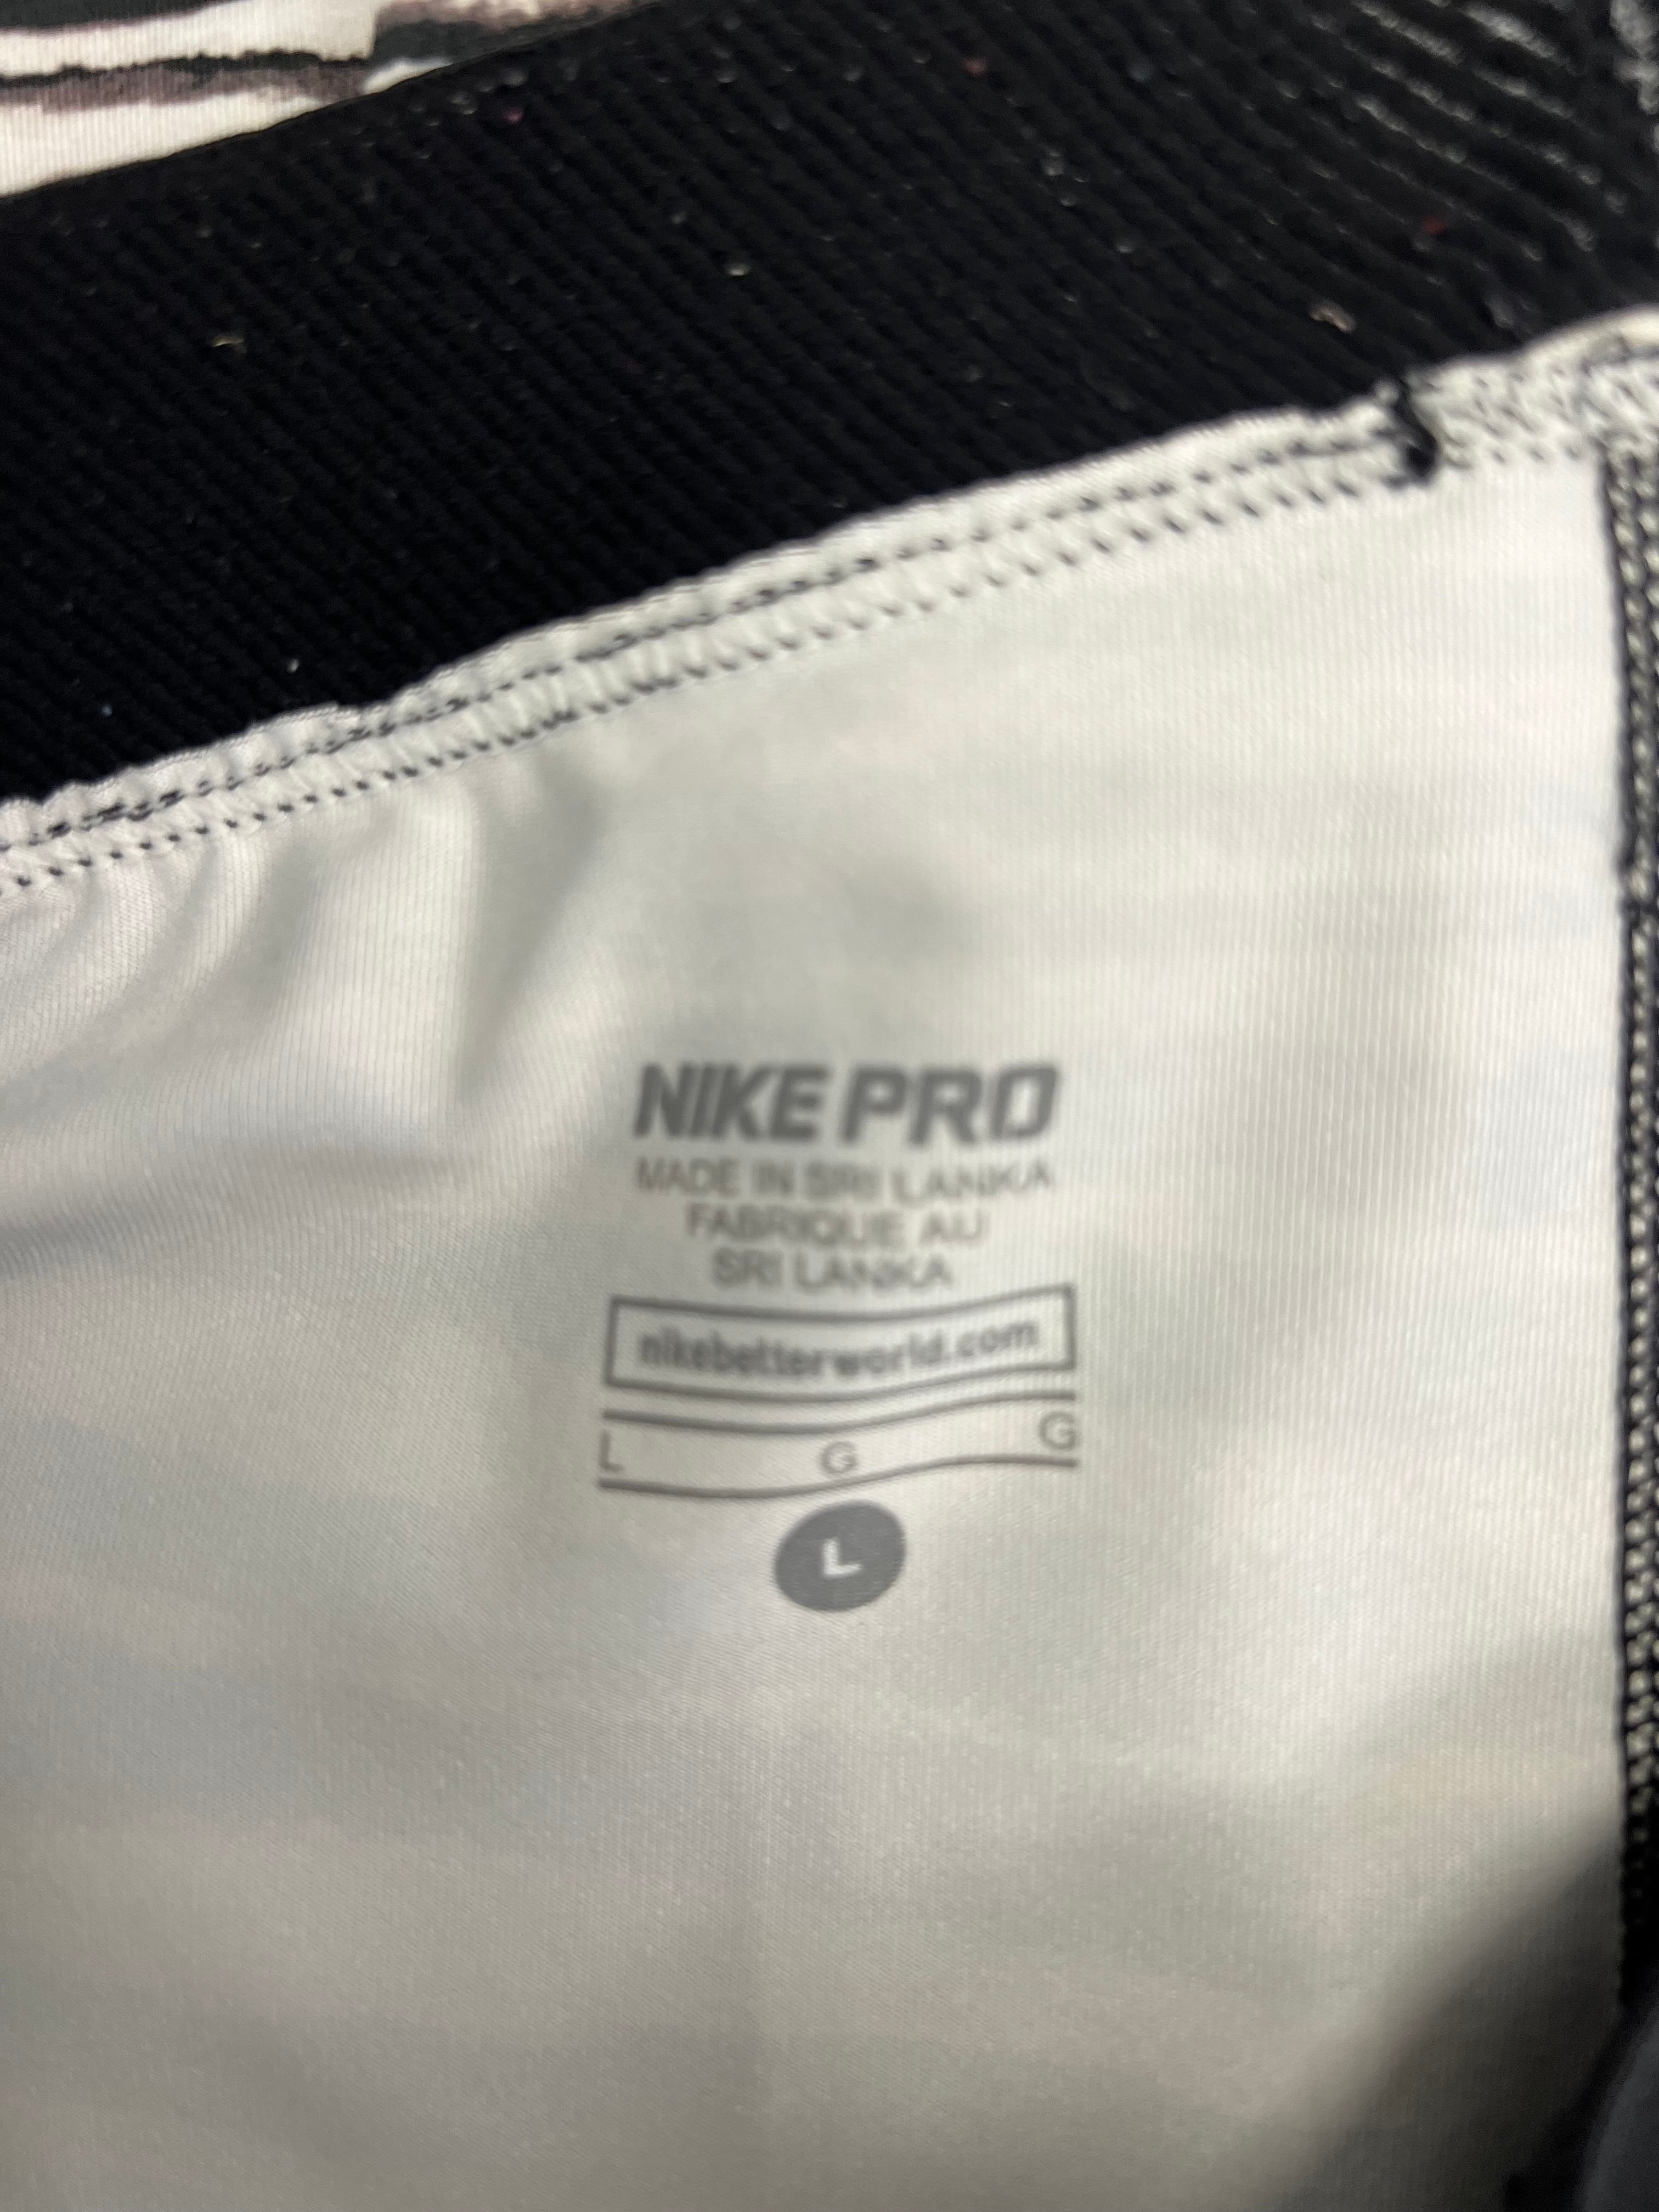 NIKE PRO
MADE IN SRI LANKA
FABRIQUE AU
SRI LANKA
nikebetterworld.com
L G G
L